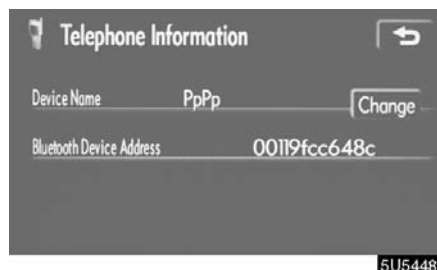 Telephone Information
Device Name PpPp Change
Bluetooth Device Address 00119fcc648c
5U5448